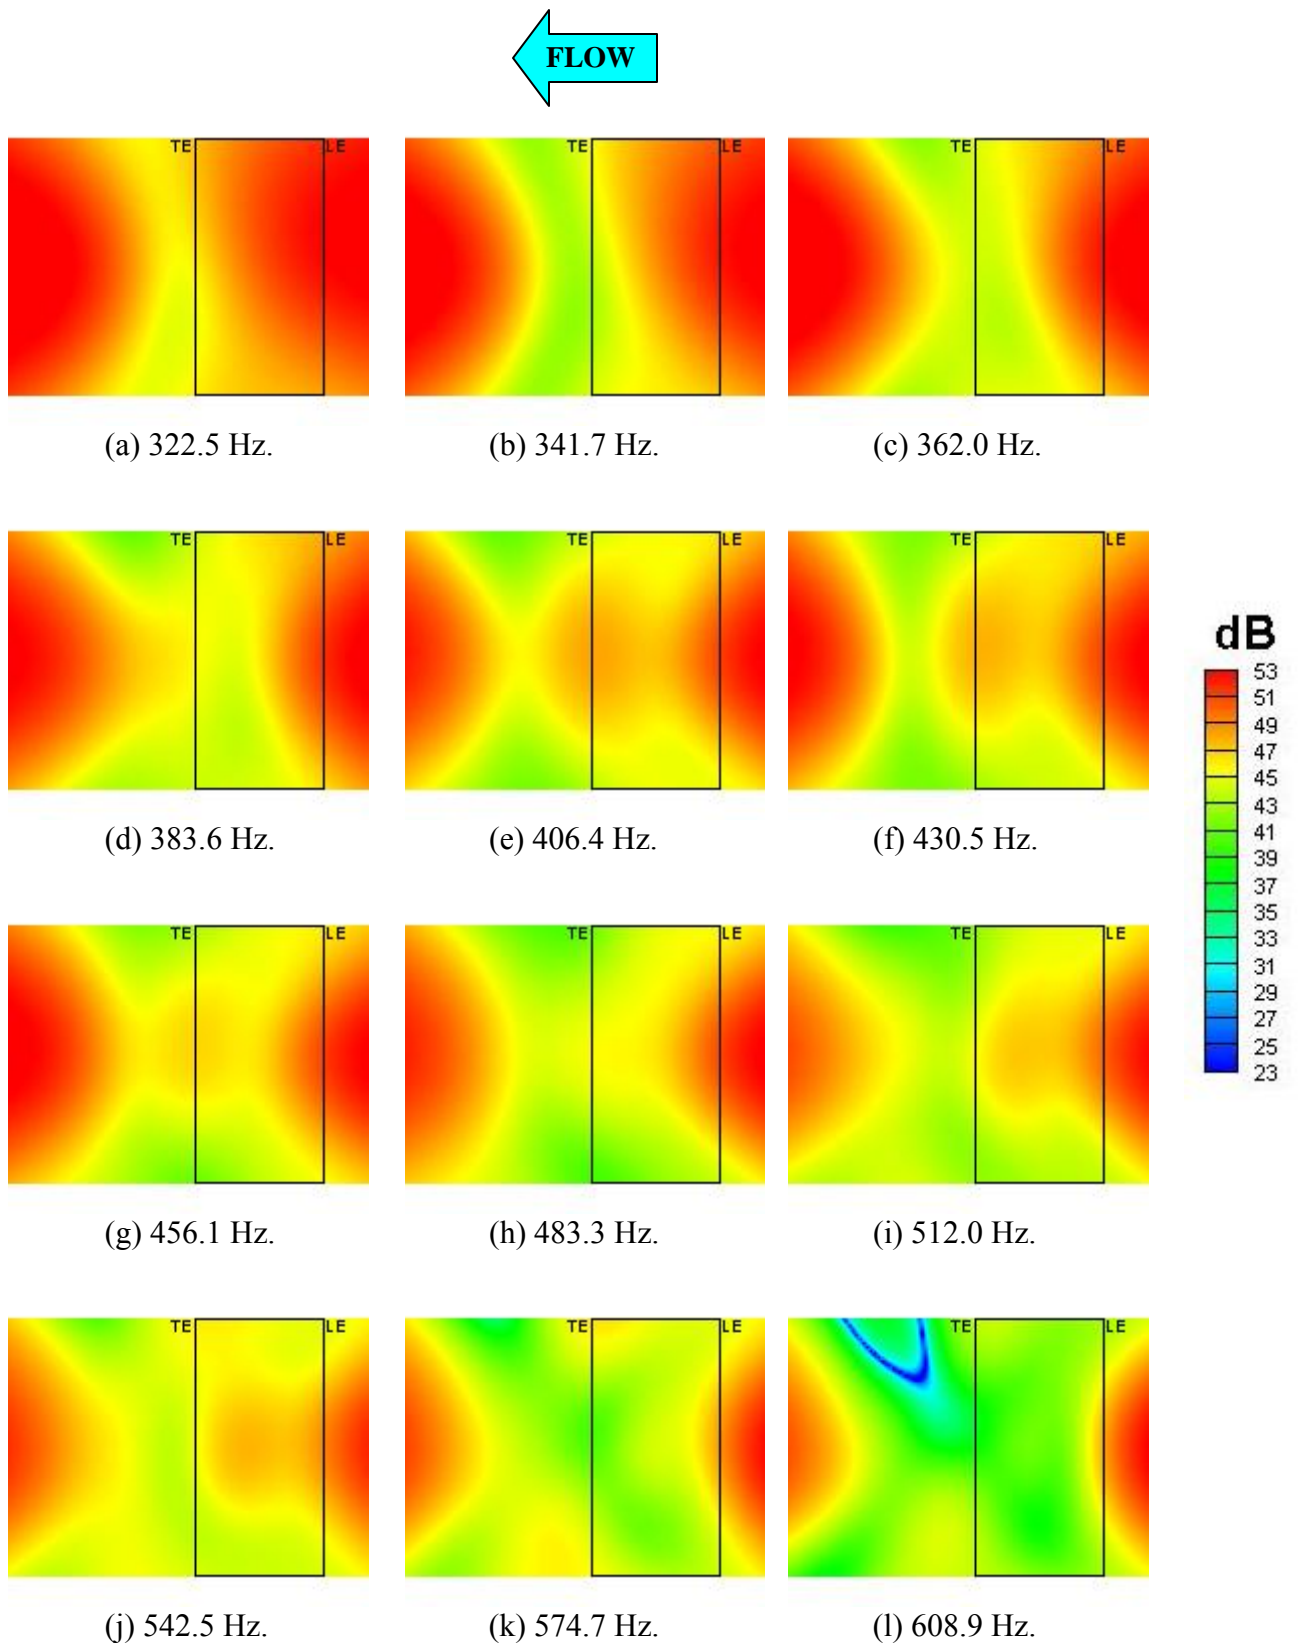 FLOW
TE LE TE LE TE LE
(a) 322.5 Hz. (b) 341.7 Hz. (c) 362.0 Hz.
TE LE TE LE TE LE
(d) 383.6 Hz. (e) 406.4 Hz. (f) 430.5 Hz.
dB
53
51
49
47
45
43
41
39
37
35
33
31
29
27
25
23
TE LE TE LE TE LE
(g) 456.1 Hz. (h) 483.3 Hz. (i) 512.0 Hz.
TE LE TE LE TE LE
(j) 542.5 Hz. (k) 574.7 Hz. (l) 608.9 Hz.